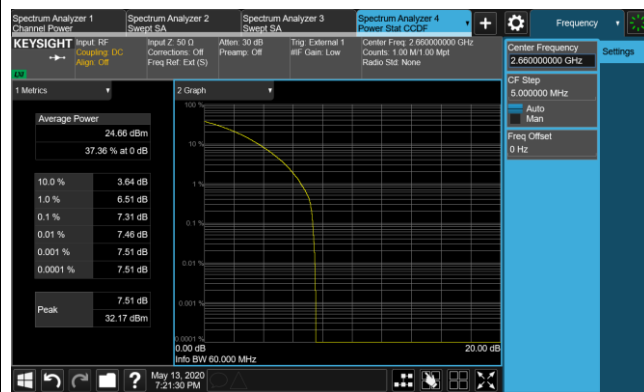 Spectrum Analyzer 1
Channel Power
Spectrum Analyzer 2
Swept SA
Spectrum Analyzer 3
Swept SA
Spectrum Analyzer 4
Power Stat CCDF
Frequency
KEYSIGHT
Input: RF
Coupling: DC
Align: Off
Input Z: 50 Ω
Corrections: Off
Freq Ref: Ext (S)
Atten: 30 dB
Preamp: Off
Trig: External 1
#IF Gain: Low
Center Freq: 2.660000000 GHz
Counts: 1.00 M/1.00 Mpt
Radio Std: None
LXI
Center Frequency
2.660000000 GHz
Settings
CF Step
5.000000 MHz
Auto
Man
Freq Offset
0 Hz
1 Metrics
Average Power
24.66 dBm
37.36 % at 0 dB
10.0 % 3.64 dB
1.0 % 6.51 dB
0.1 % 7.31 dB
0.01 % 7.46 dB
0.001 % 7.51 dB
0.0001 % 7.51 dB
Peak
7.51 dB
32.17 dBm
2 Graph
100 %
10 %
1 %
0.1 %
0.01 %
0.001 %
0.0001 %
0.00 dB
20.00 dB
Info BW 60.000 MHz
May 13, 2020
7:21:30 PM